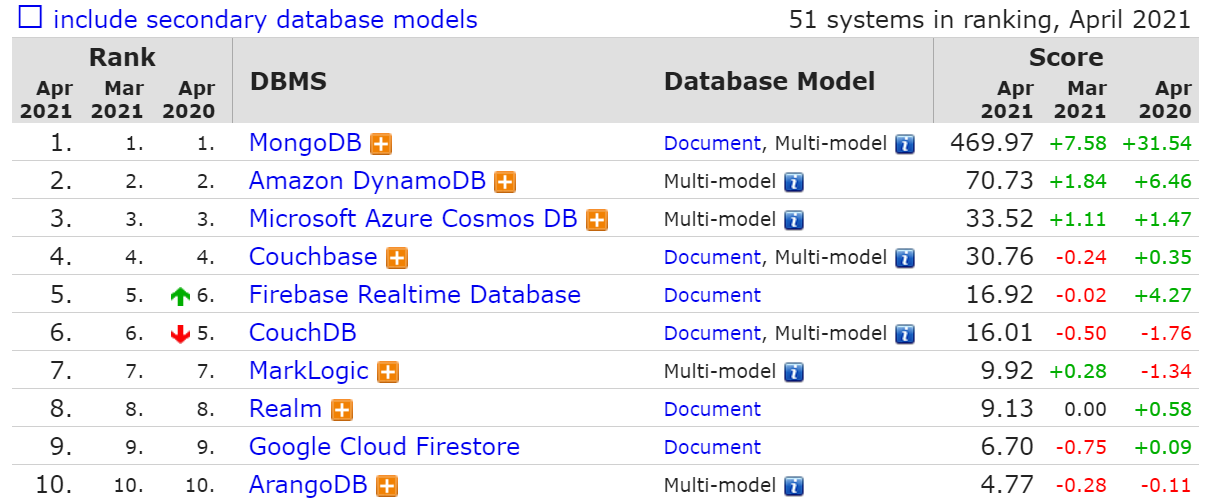 include secondary database models 51 systems in ranking, April 2021
Rank DBMS Database Model Score
Apr 2021 Mar 2021 Apr 2020 Apr 2021 Mar 2021 Apr 2020
1. 1. 1. MongoDB Document, Multi-model 469.97 +7.58 +31.54
2. 2. 2. Amazon DynamoDB Multi-model 70.73 +1.84 +6.46
3. 3. 3. Microsoft Azure Cosmos DB Multi-model 33.52 +1.11 +1.47
4. 4. 4. Couchbase Document, Multi-model 30.76 -0.24 +0.35
5. 5. 6. Firebase Realtime Database Document 16.92 -0.02 +4.27
6. 6. 5. CouchDB Document, Multi-model 16.01 -0.50 -1.76
7. 7. 7. MarkLogic Multi-model 9.92 +0.28 -1.34
8. 8. 8. Realm Document 9.13 0.00 +0.58
9. 9. 9. Google Cloud Firestore Document 6.70 -0.75 +0.09
10. 10. 10. ArangoDB Multi-model 4.77 -0.28 -0.11